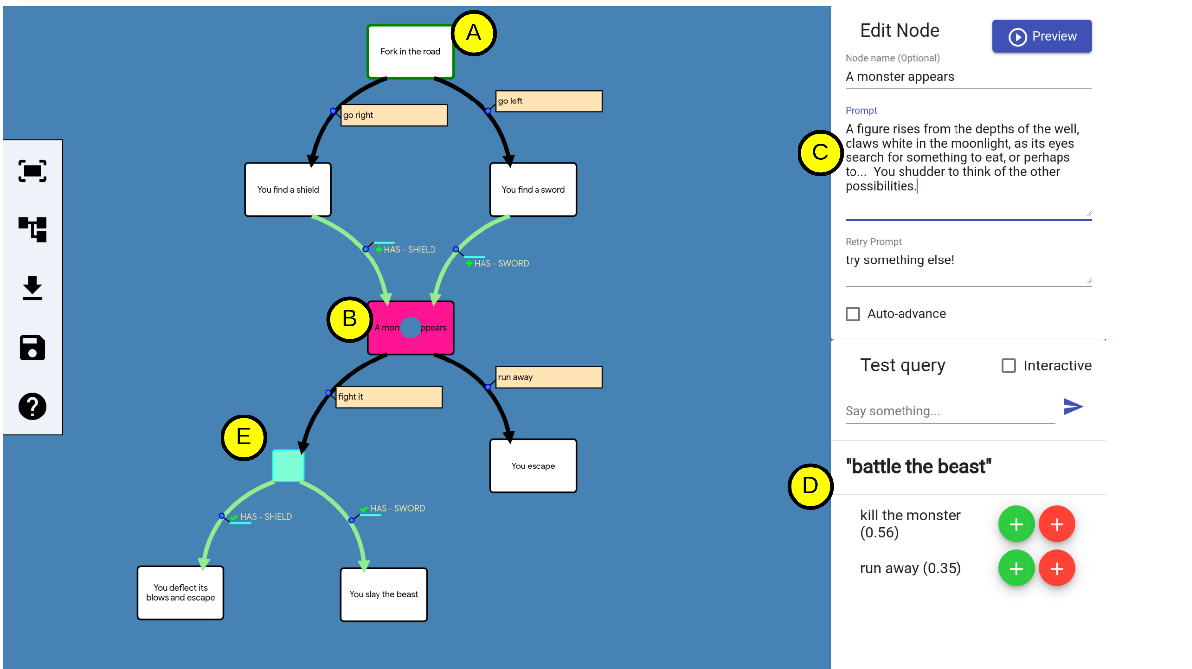 A
Fork in the road
go left
go right
You find a shield
You find a sword
HAS - SHIELD
HAS - SWORD
B
A mon ppears
run away
fight it
E
You escape
HAS - SHIELD
HAS - SWORD
You deflect its
blows and escape
You slay the beast
Edit Node
Preview
Node name (Optional)
A monster appears
Prompt
C
A figure rises from the depths of the well,
claws white in the moonlight, as its eyes
search for something to eat, or perhaps
to... You shudder to think of the other
possibilities.
Retry Prompt
try something else!
Auto-advance
Test query
Interactive
Say something...
D
"battle the beast"
kill the monster
(0.56)
run away (0.35)